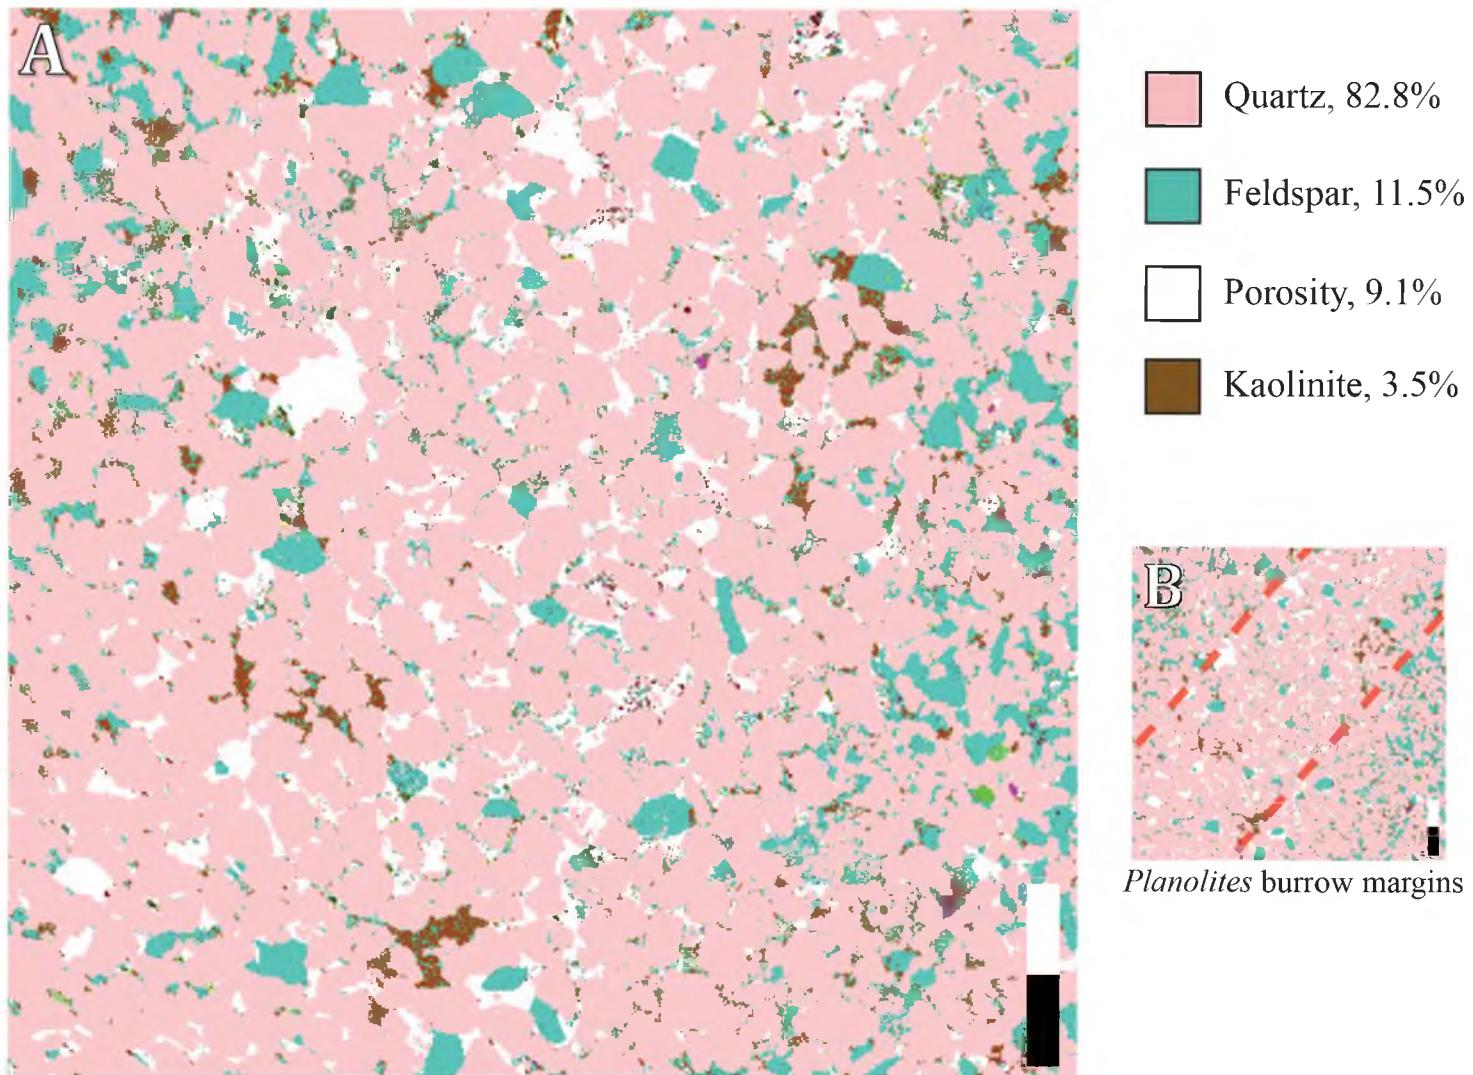 A
Quartz, 82.8%
Feldspar, 11.5%
Porosity, 9.1%
Kaolinite, 3.5%
B
Planolites burrow margins